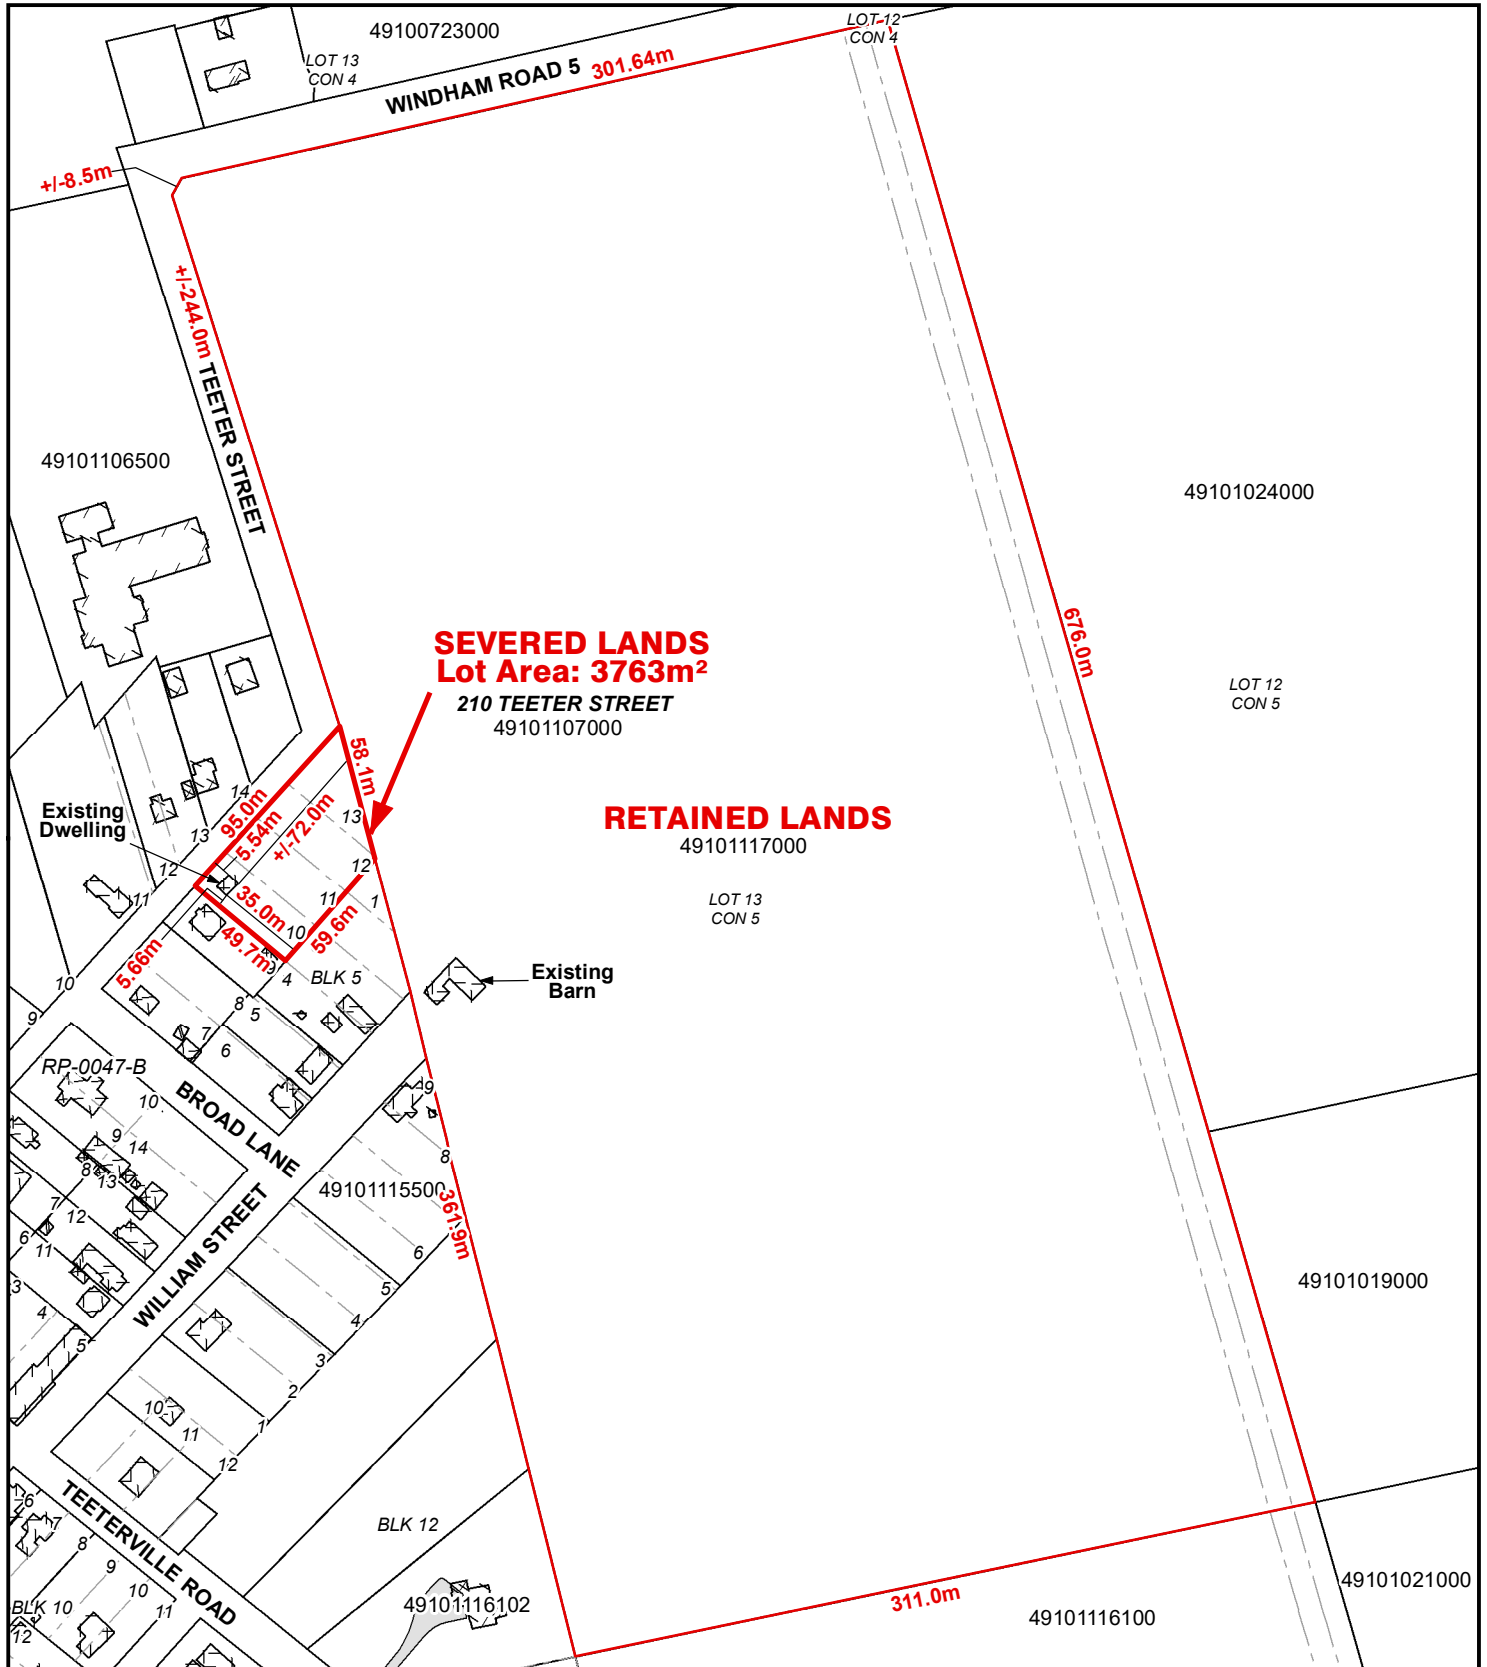 49100723000
LOT 13
CON 4
LOT 12
CON 4
WINDHAM ROAD 5
301.64m
+/-8.5m
+/-244.0m
TEETER STREET
49101106500
49101024000
676.0m
LOT 12
CON 5
SEVERED LANDS
Lot Area: 3763m²
210 TEETER STREET
49101107000
58.1m
RETAINED LANDS
49101117000
LOT 13
CON 5
Existing
Dwelling
14
13
12
11
10
9
95.0m
5.54m
+/-72.0m
35.0m
49.7m
59.6m
5.66m
13
12
11
10
1
4
BLK 5
8
5
7
6
Existing
Barn
RP-0047-B
BROAD LANE
10
9
14
8
13
7
12
6
11
3
4
5
WILLIAM STREET
49101115500
9
8
361.9m
6
5
4
3
2
1
12
10
11
49101019000
TEETERVILLE ROAD
6
7
8
9
10
11
BLK 10
12
BLK 12
49101116102
311.0m
49101116100
49101021000